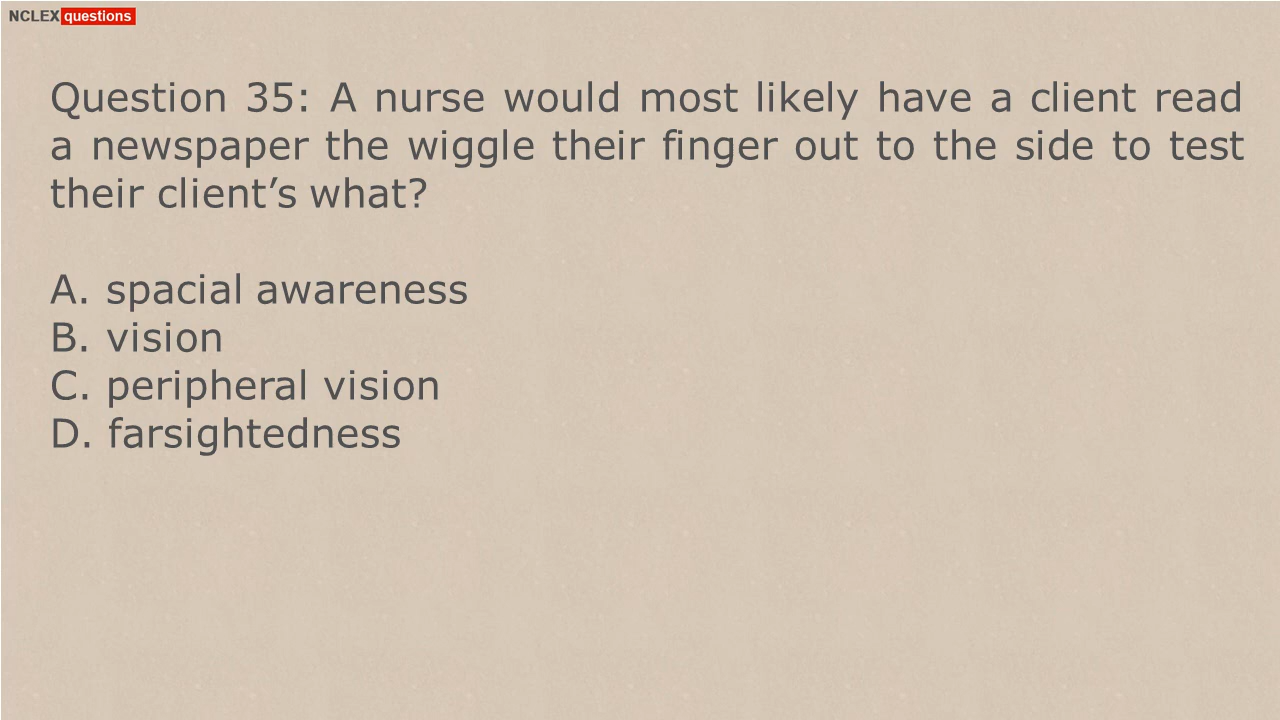 NCLEX questions
Question 35: A nurse would most likely have a client read
a newspaper the wiggle their finger out to the side to test
their client’s what?
A. spacial awareness
B. vision
C. peripheral vision
D. farsightedness